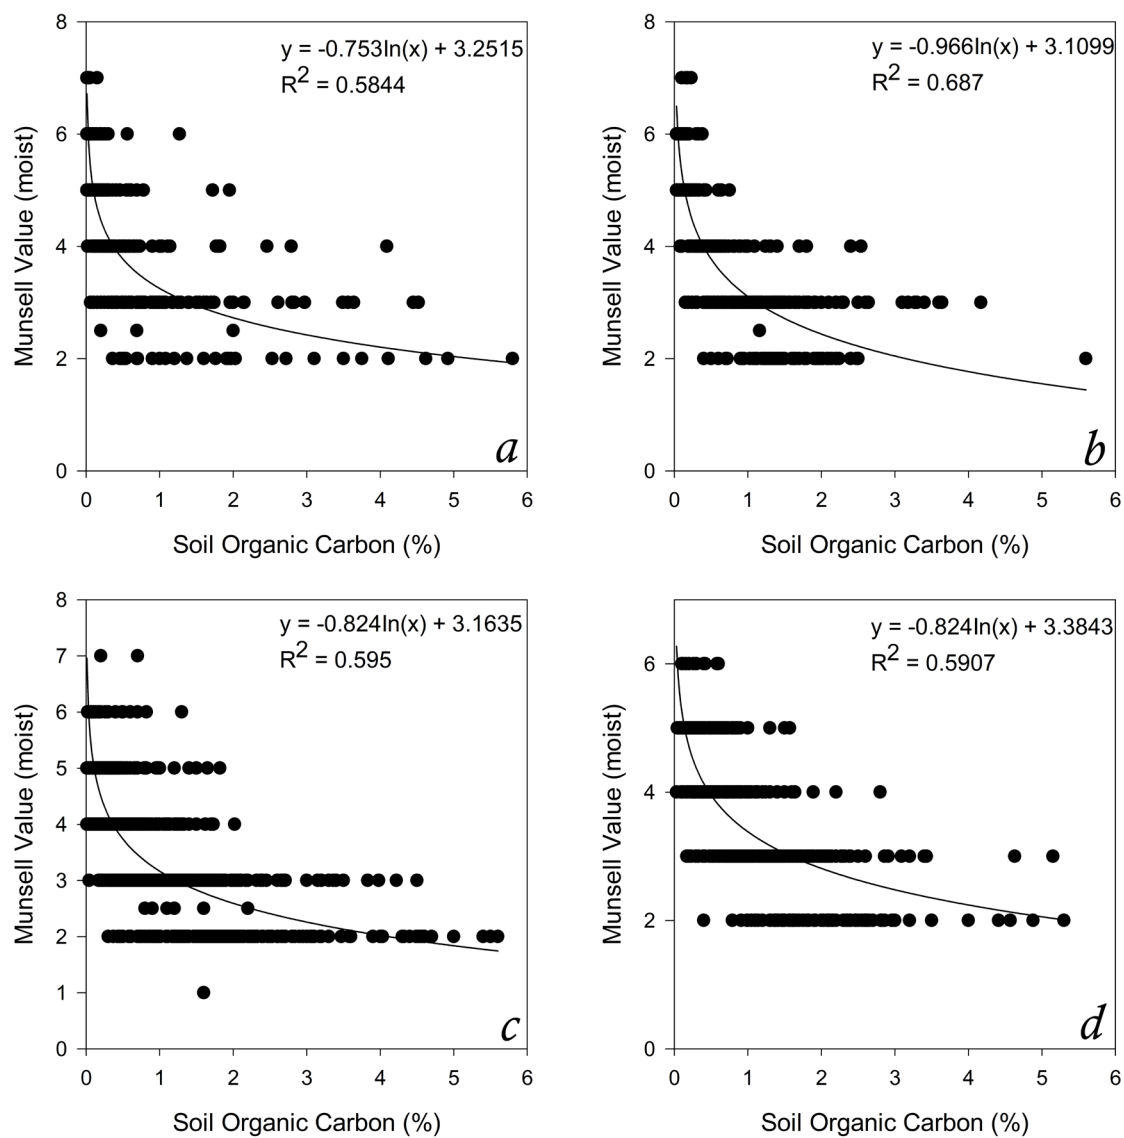 8
y = -0.753ln(x) + 3.2515
R2 = 0.5844
6
4
2
0
Munsell Value (moist)
a
0 1 2 3 4 5 6
Soil Organic Carbon (%)
8
y = -0.966ln(x) + 3.1099
R2 = 0.687
6
4
2
0
Munsell Value (moist)
b
0 1 2 3 4 5 6
Soil Organic Carbon (%)
8
y = -0.824ln(x) + 3.1635
R2 = 0.595
7
6
5
4
3
2
1
0
Munsell Value (moist)
c
0 1 2 3 4 5 6
Soil Organic Carbon (%)
y = -0.824ln(x) + 3.3843
R2 = 0.5907
6
4
2
0
Munsell Value (moist)
d
0 1 2 3 4 5 6
Soil Organic Carbon (%)